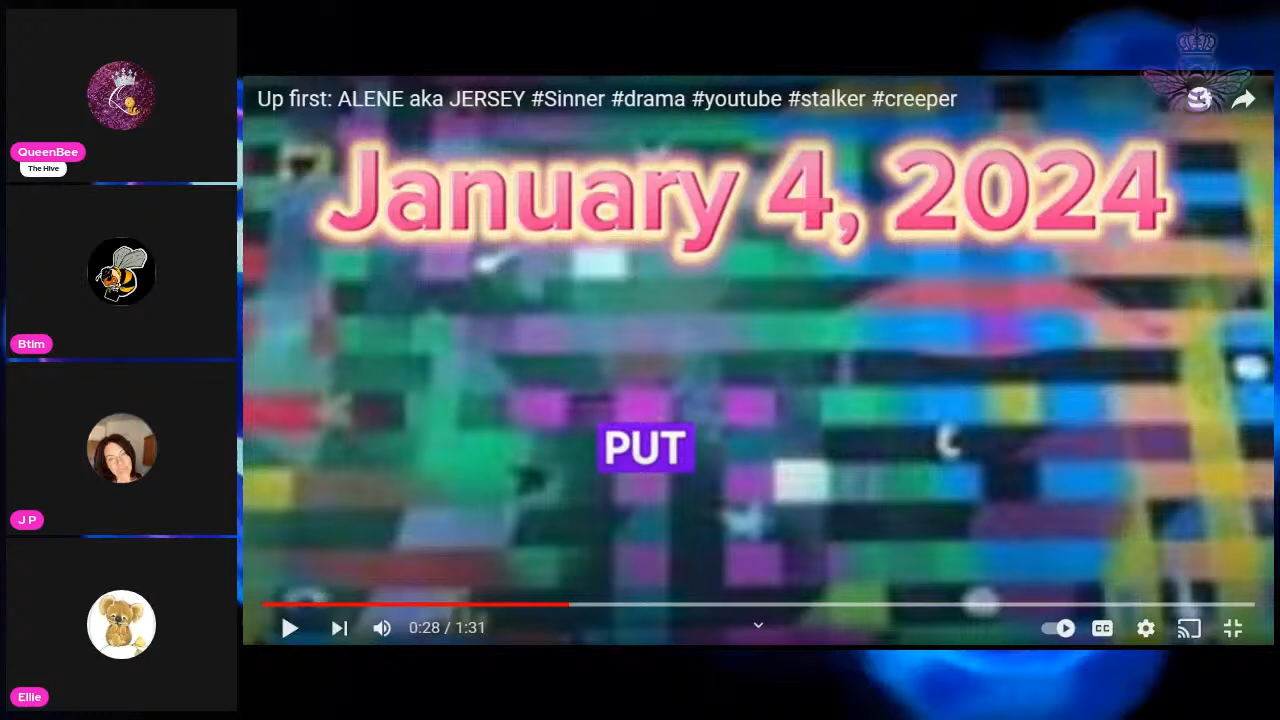 QueenBee
The Hive
Btim
J P
Ellie
Up first: ALENE aka JERSEY #Sinner #drama #youtube #stalker #creeper
January 4, 2024
PUT
0:28 / 1:31
CC